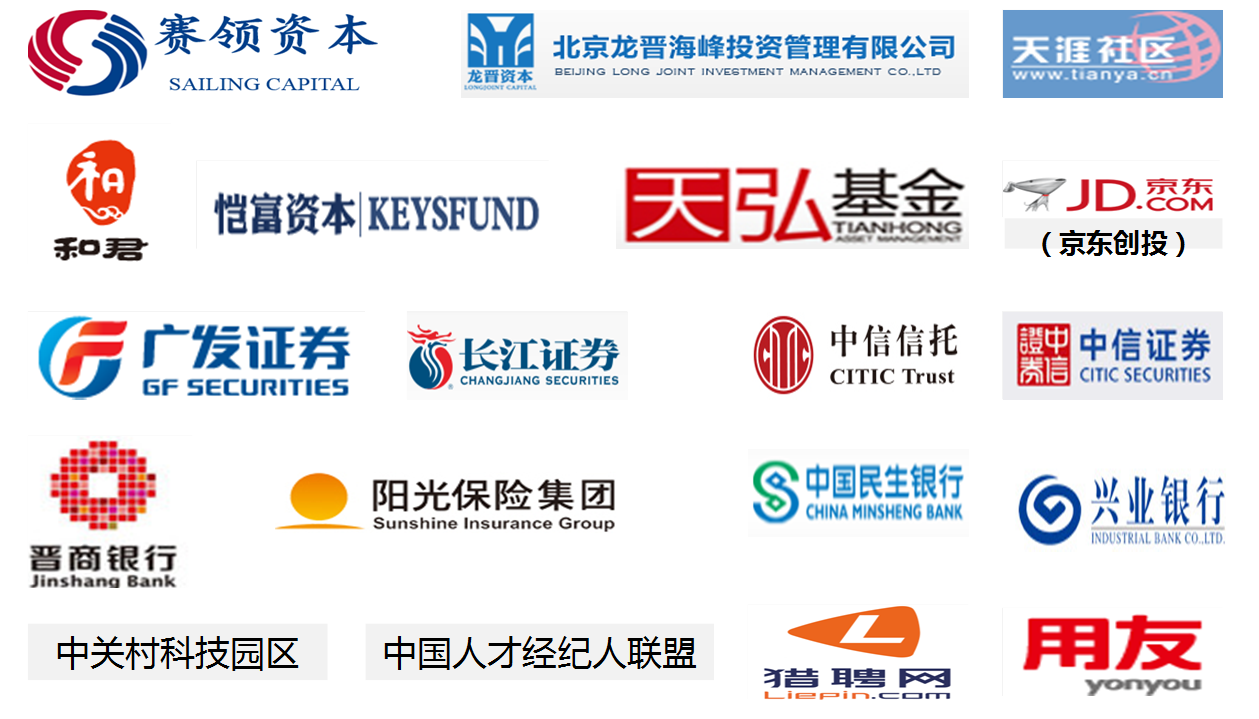 赛领资本
SAILING CAPITAL
龙晋资本
LONGJOINT CAPITAL
北京龙晋海峰投资管理有限公司
BEIJING LONG JOINT INVESTMENT MANAGEMENT CO.,LTD
天涯社区
www.tianya.cn
和
和君
恺富资本|KEYSFUND
天弘基金
TIANHONG
ASSET MANAGEMENT
JD.京东
.COM
（京东创投）
广发证券
GF SECURITIES
长江证券
®CHANGJIANG SECURITIES
中信信托
CITIC Trust
中信
證券
中信证券
CITIC SECURITIES
晋商银行
Jinshang Bank
阳光保险集团
Sunshine Insurance Group
中国民生银行
CHINA MINSHENG BANK
兴业银行
INDUSTRIAL BANK CO.,LTD.
中关村科技园区
中国人才经纪人联盟
猎聘网
Liepin.com
用友
yonyou